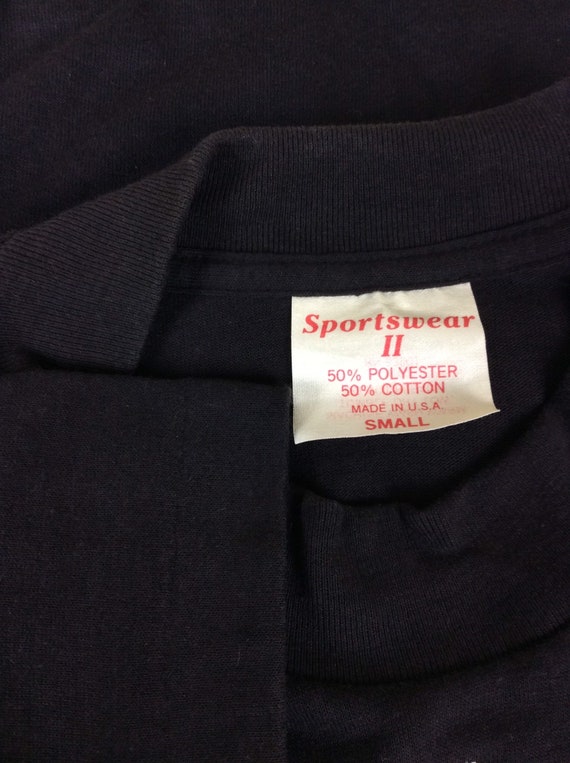 Sportswear
II
50% POLYESTER
50% COTTON
MADE IN U.S.A.
SMALL